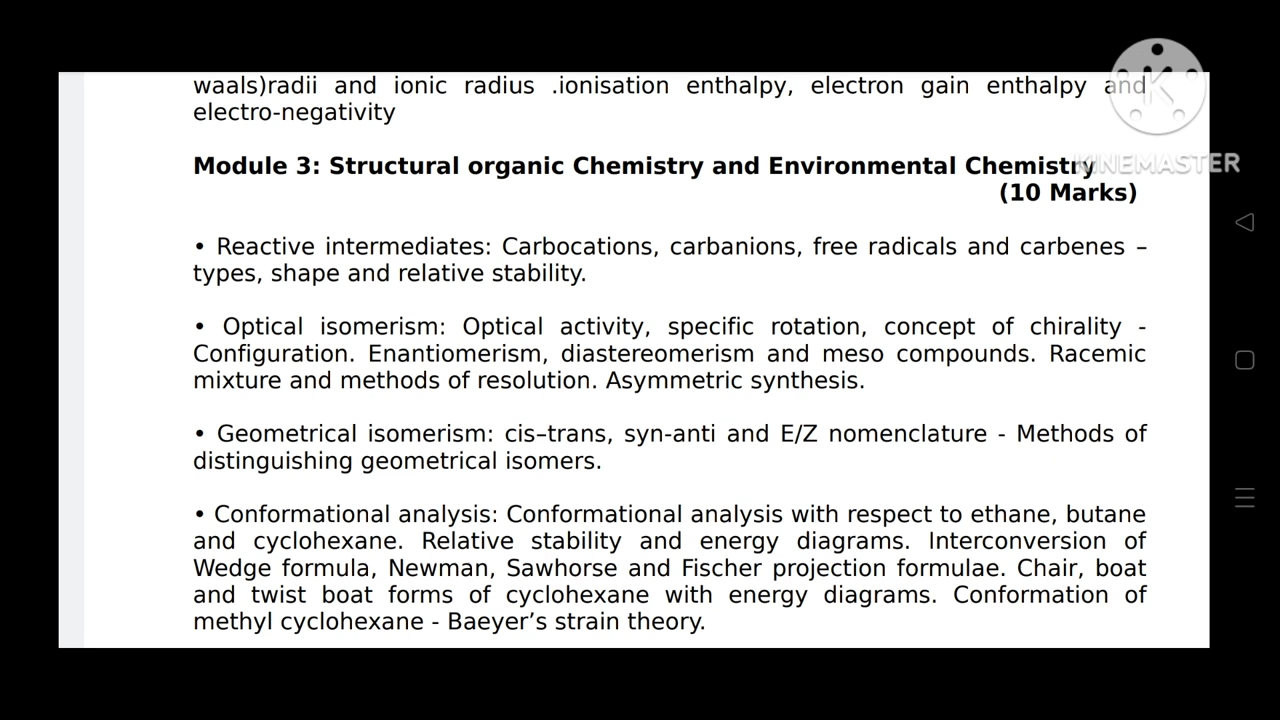 waals)radii and ionic radius .ionisation enthalpy, electron gain enthalpy and
electro-negativity
Module 3: Structural organic Chemistry and Environmental Chemistry
(10 Marks)
• Reactive intermediates: Carbocations, carbanions, free radicals and carbenes –
types, shape and relative stability.
• Optical isomerism: Optical activity, specific rotation, concept of chirality -
Configuration. Enantiomerism, diastereomerism and meso compounds. Racemic
mixture and methods of resolution. Asymmetric synthesis.
• Geometrical isomerism: cis–trans, syn-anti and E/Z nomenclature - Methods of
distinguishing geometrical isomers.
• Conformational analysis: Conformational analysis with respect to ethane, butane
and cyclohexane. Relative stability and energy diagrams. Interconversion of
Wedge formula, Newman, Sawhorse and Fischer projection formulae. Chair, boat
and twist boat forms of cyclohexane with energy diagrams. Conformation of
methyl cyclohexane - Baeyer’s strain theory.
K
KINEMASTER